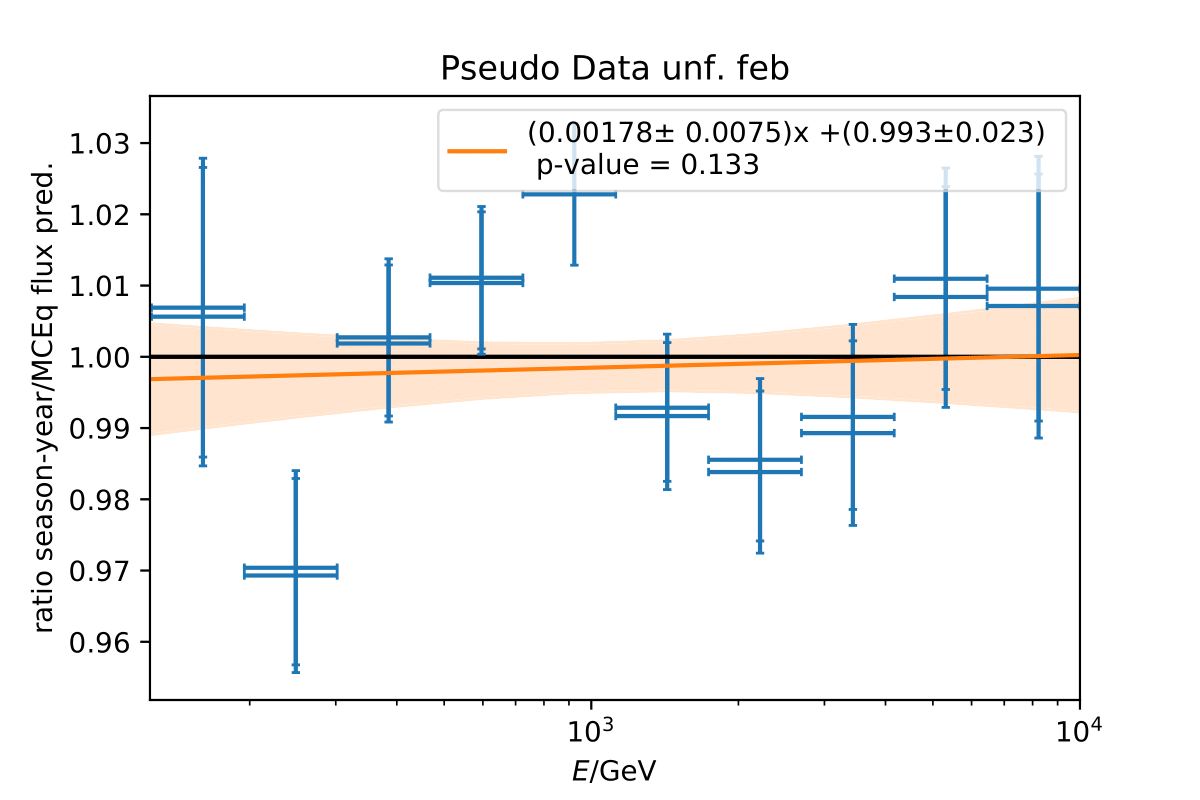 Pseudo Data unf. feb
(0.00178± 0.0075)x +(0.993±0.023)
p-value = 0.133
ratio season-year/MCEq flux pred.
1.03
1.02
1.01
1.00
0.99
0.98
0.97
0.96
10³
10⁴
E/GeV